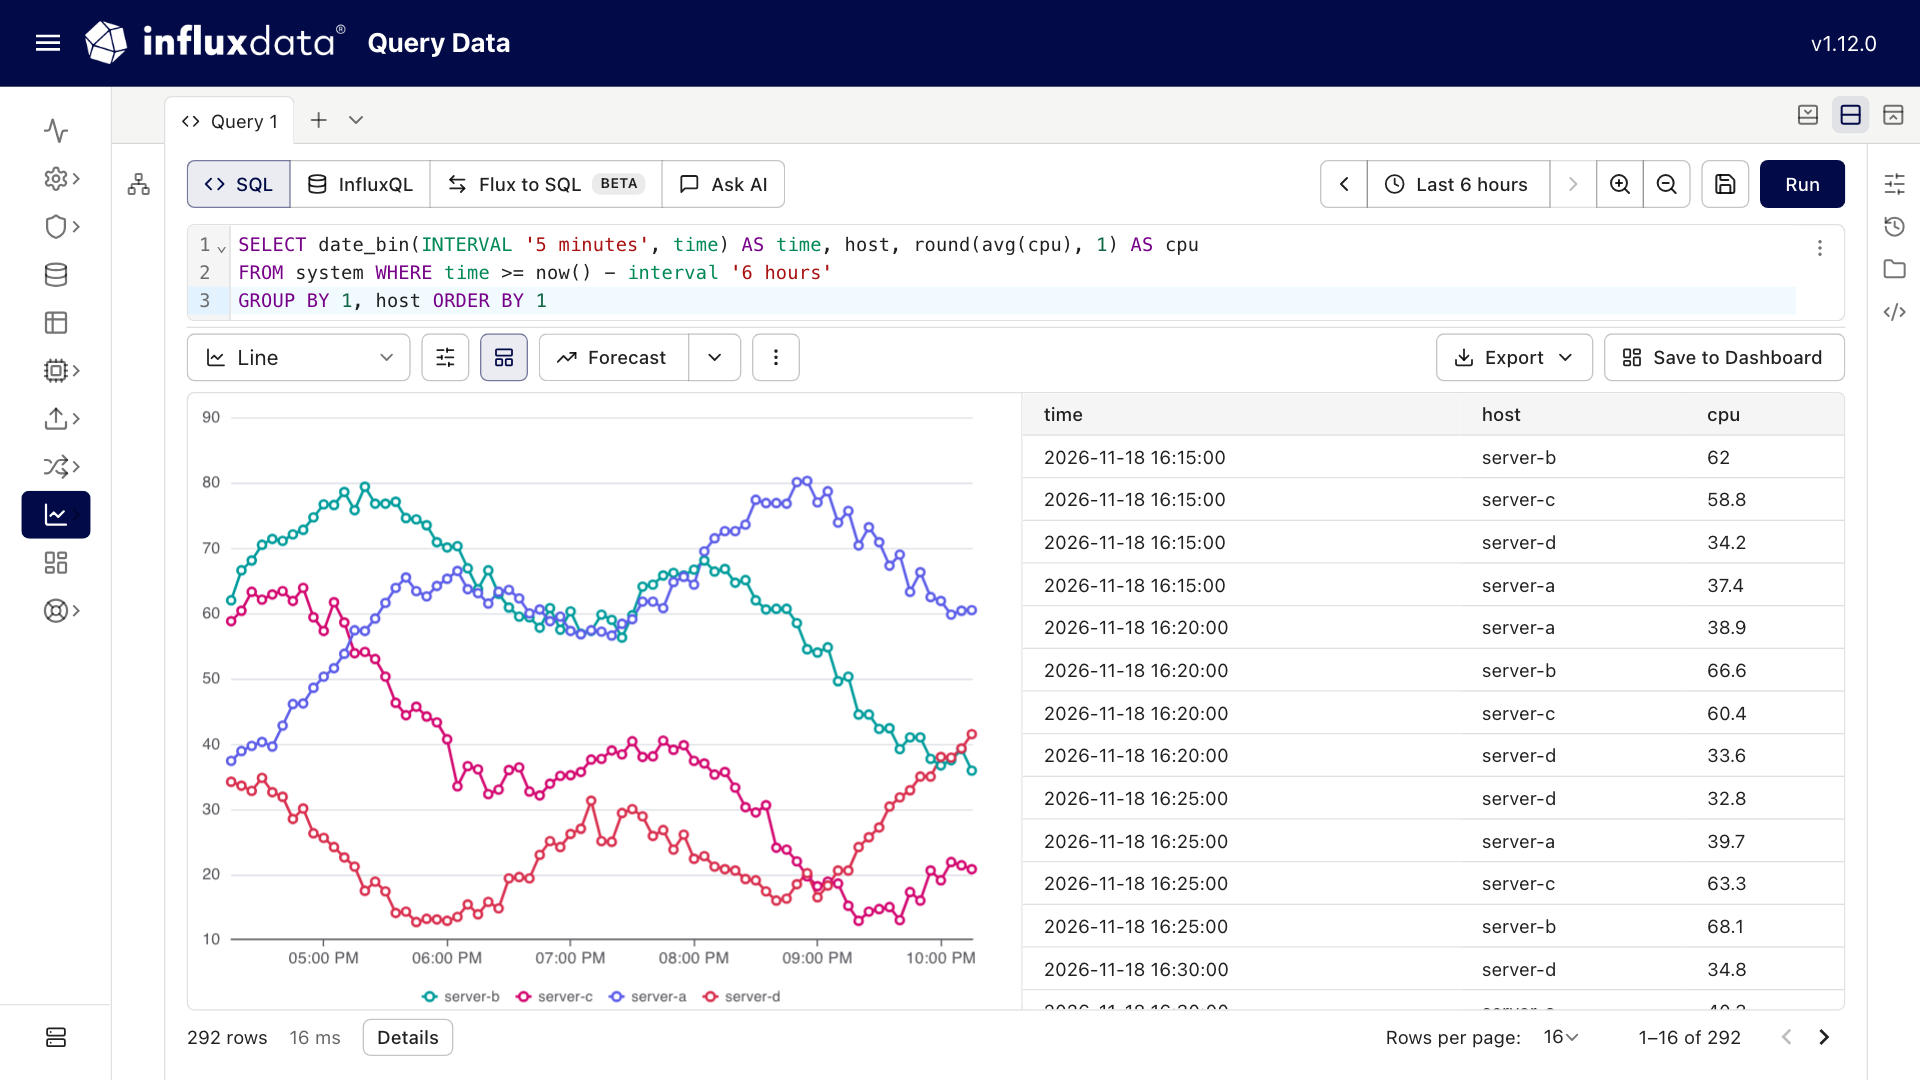 influxdata® Query Data
v1.12.0
Query 1
SQL
InfluxQL
Flux to SQL BETA
Ask AI
Last 6 hours
Run
1 SELECT date_bin(INTERVAL '5 minutes', time) AS time, host, round(avg(cpu), 1) AS cpu
2 FROM system WHERE time >= now() - interval '6 hours'
3 GROUP BY 1, host ORDER BY 1
Line
Forecast
Export
Save to Dashboard
90
80
70
60
50
40
30
20
10
05:00 PM 06:00 PM 07:00 PM 08:00 PM 09:00 PM 10:00 PM
server-b server-c server-a server-d
time host cpu
2026-11-18 16:15:00 server-b 62
2026-11-18 16:15:00 server-c 58.8
2026-11-18 16:15:00 server-d 34.2
2026-11-18 16:15:00 server-a 37.4
2026-11-18 16:20:00 server-a 38.9
2026-11-18 16:20:00 server-b 66.6
2026-11-18 16:20:00 server-c 60.4
2026-11-18 16:20:00 server-d 33.6
2026-11-18 16:25:00 server-d 32.8
2026-11-18 16:25:00 server-a 39.7
2026-11-18 16:25:00 server-c 63.3
2026-11-18 16:25:00 server-b 68.1
2026-11-18 16:30:00 server-d 34.8
292 rows 16 ms Details
Rows per page: 16 1–16 of 292